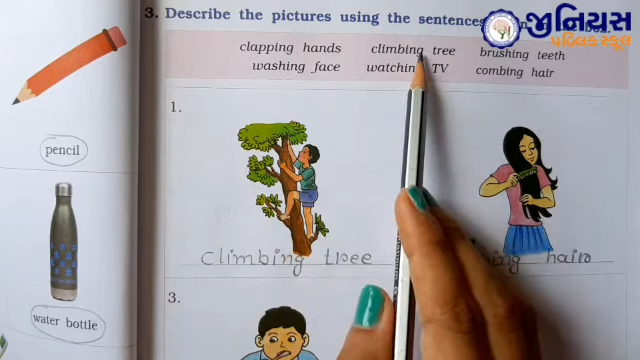 3. Describe the pictures using the sentences
clapping hands climbing tree brushing teeth
washing face watching TV combing hair
1.
climbing tree
hair
3.
pencil
water bottle
જીનિયસ
પબ્લિક સ્કૂલ